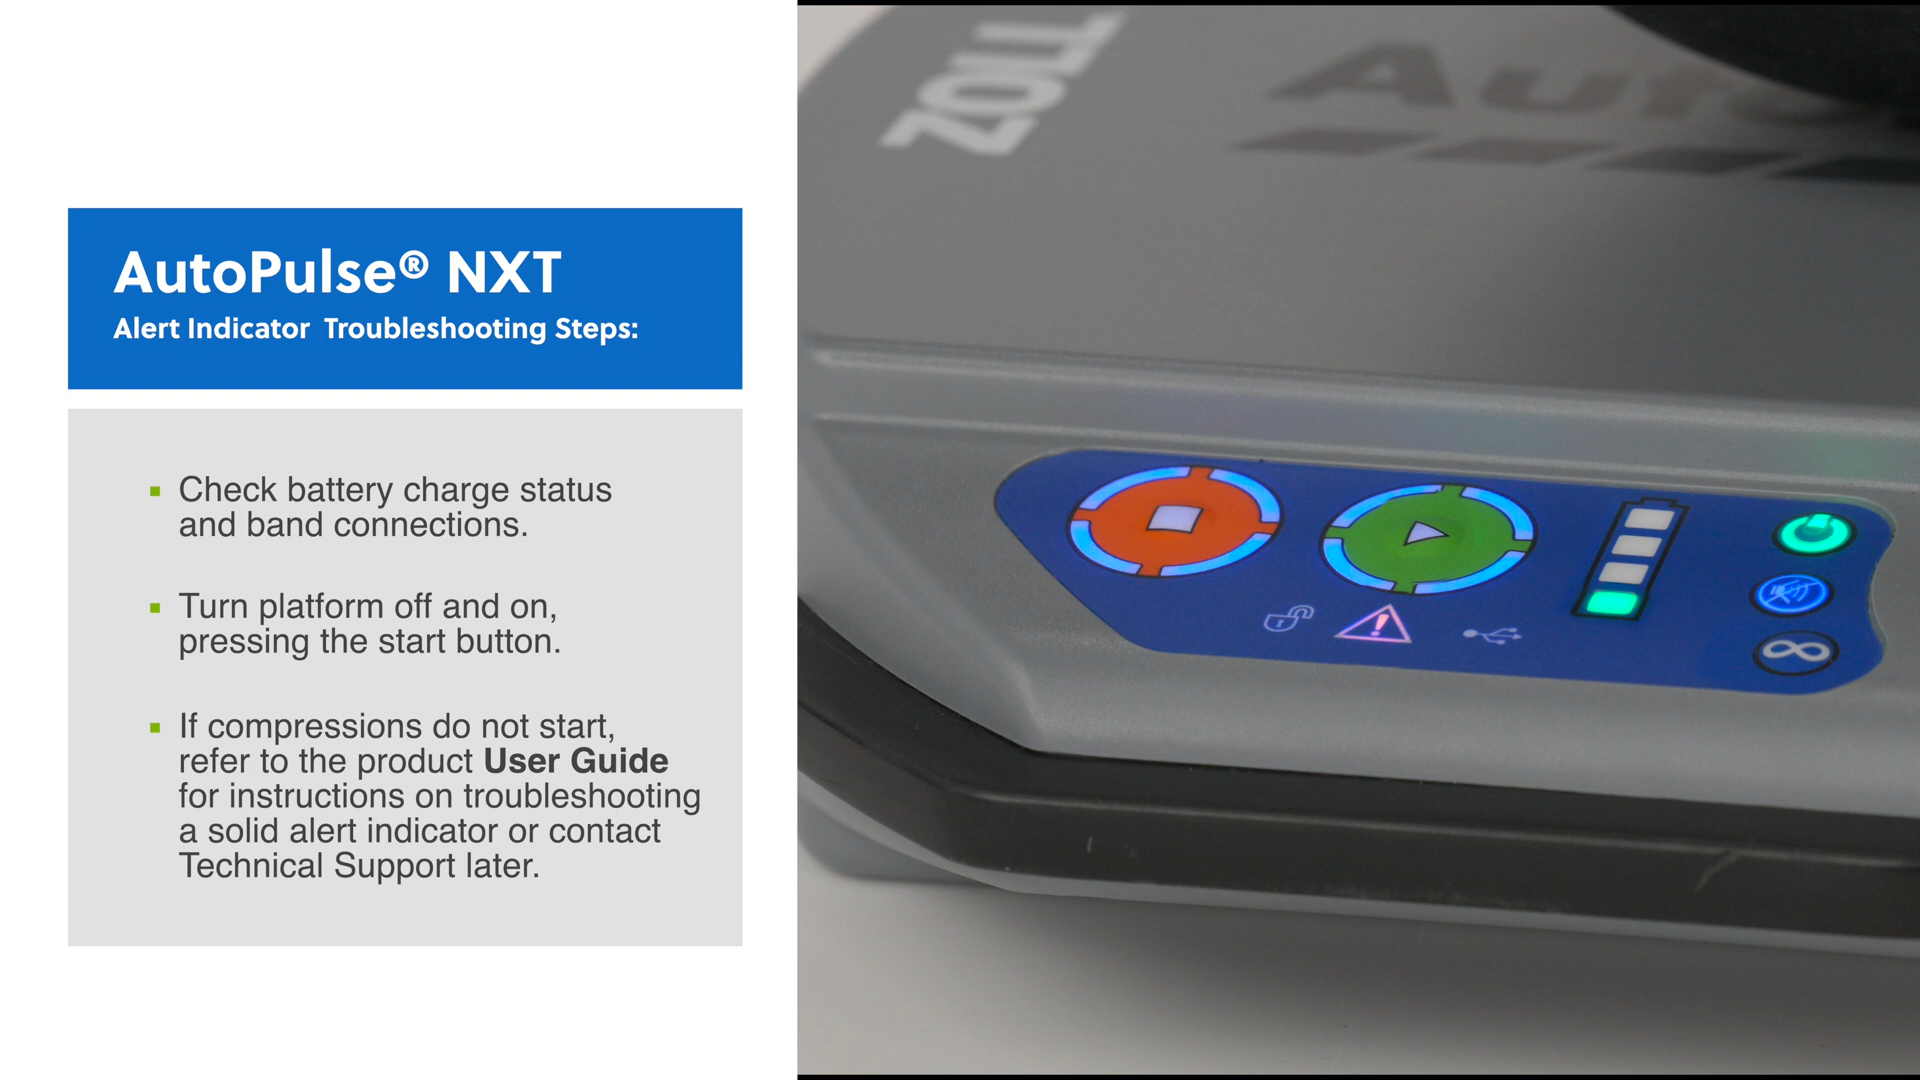 AutoPulse® NXT
Alert Indicator Troubleshooting Steps:
▪ Check battery charge status
and band connections.
▪ Turn platform off and on,
pressing the start button.
▪ If compressions do not start,
refer to the product User Guide
for instructions on troubleshooting
a solid alert indicator or contact
Technical Support later.
ZOLL
Auto